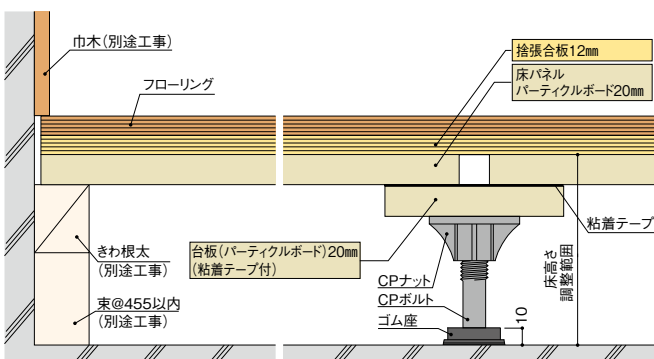 巾木(別途工事)
フローリング
捨張合板12mm
床パネル
パーティクルボード20mm
粘着テープ
きわ根太
(別途工事)
束@455以内
(別途工事)
台板(パーティクルボード)20mm
(粘着テープ付)
CPナット
CPボルト
ゴム座
10
床高さ
調整範囲